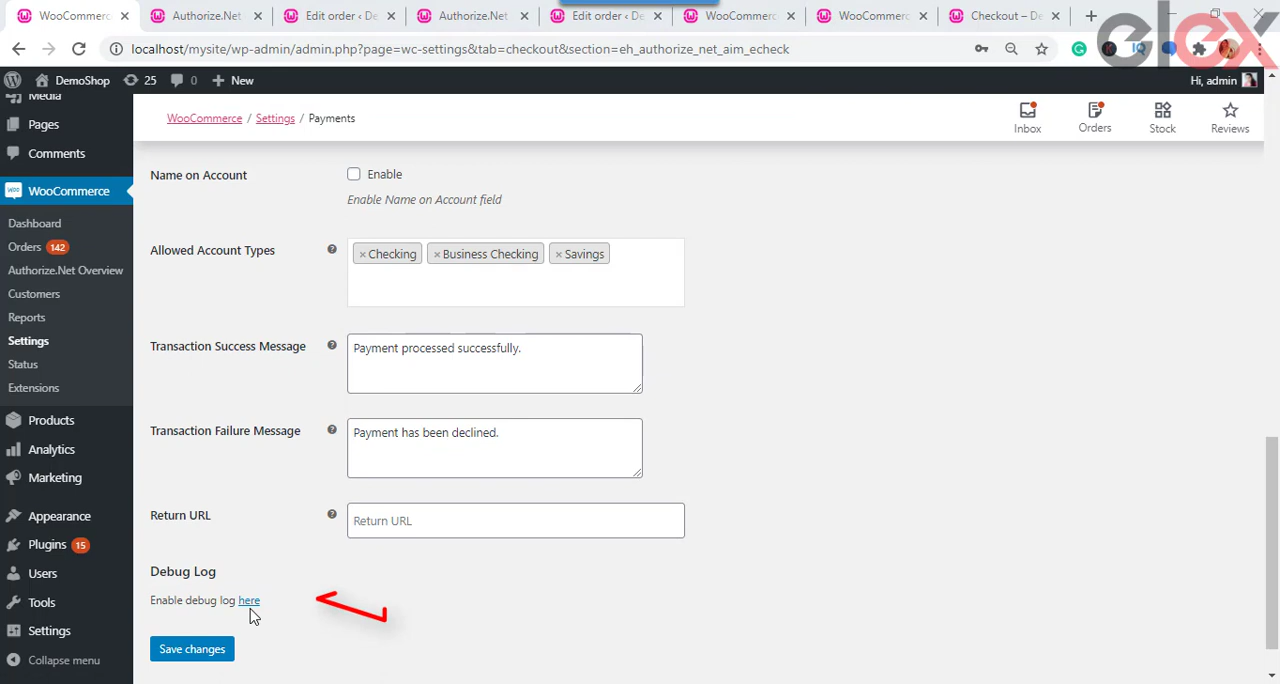 WooCommerc
Authorize.Net
Edit order ‹ De
Authorize.Net
Edit order ‹ De
WooCommerc
WooCommerc
Checkout – De
localhost/mysite/wp-admin/admin.php?page=wc-settings&tab=checkout&section=eh_authorize_net_aim_echeck
elex
DemoShop
25
0
New
Hi, admin
Media
Pages
Comments
WooCommerce
Dashboard
Orders 142
Authorize.Net Overview
Customers
Reports
Settings
Status
Extensions
Products
Analytics
Marketing
Appearance
Plugins 15
Users
Tools
Settings
Collapse menu
WooCommerce / Settings / Payments
Inbox
Orders
Stock
Reviews
Name on Account
Enable
Enable Name on Account field
Allowed Account Types
× Checking × Business Checking × Savings
Transaction Success Message
Payment processed successfully.
Transaction Failure Message
Payment has been declined.
Return URL
Return URL
Debug Log
Enable debug log here
Save changes